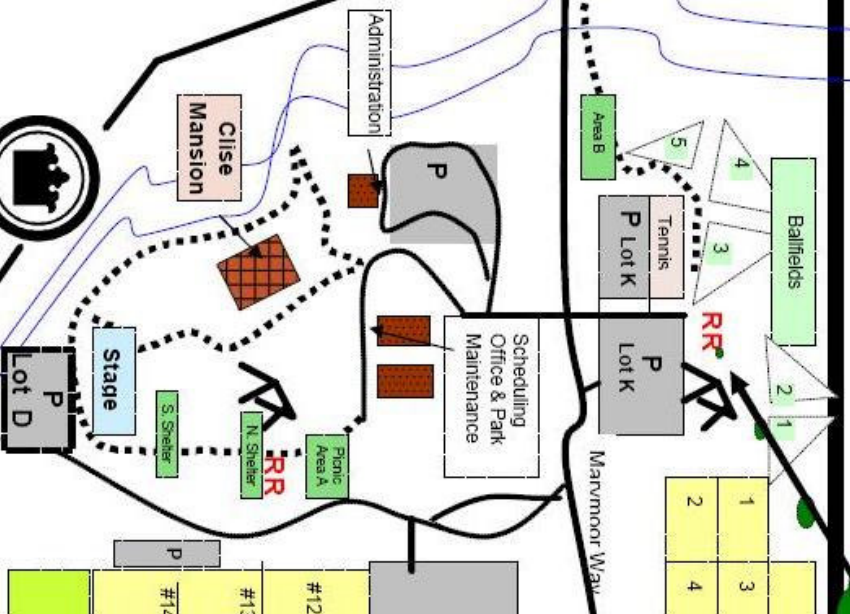 Administration
Clise
Mansion
P
Area B
5
4
3
Ballfields
Tennis
P Lot K
RR
P
Lot K
2
1
Scheduling
Office & Park
Maintenance
Stage
P
Lot D
S. Shelter
N. Shelter
RR
Picnic
Area A
Marymoor Way
2
1
4
3
P
#14
#13
#12